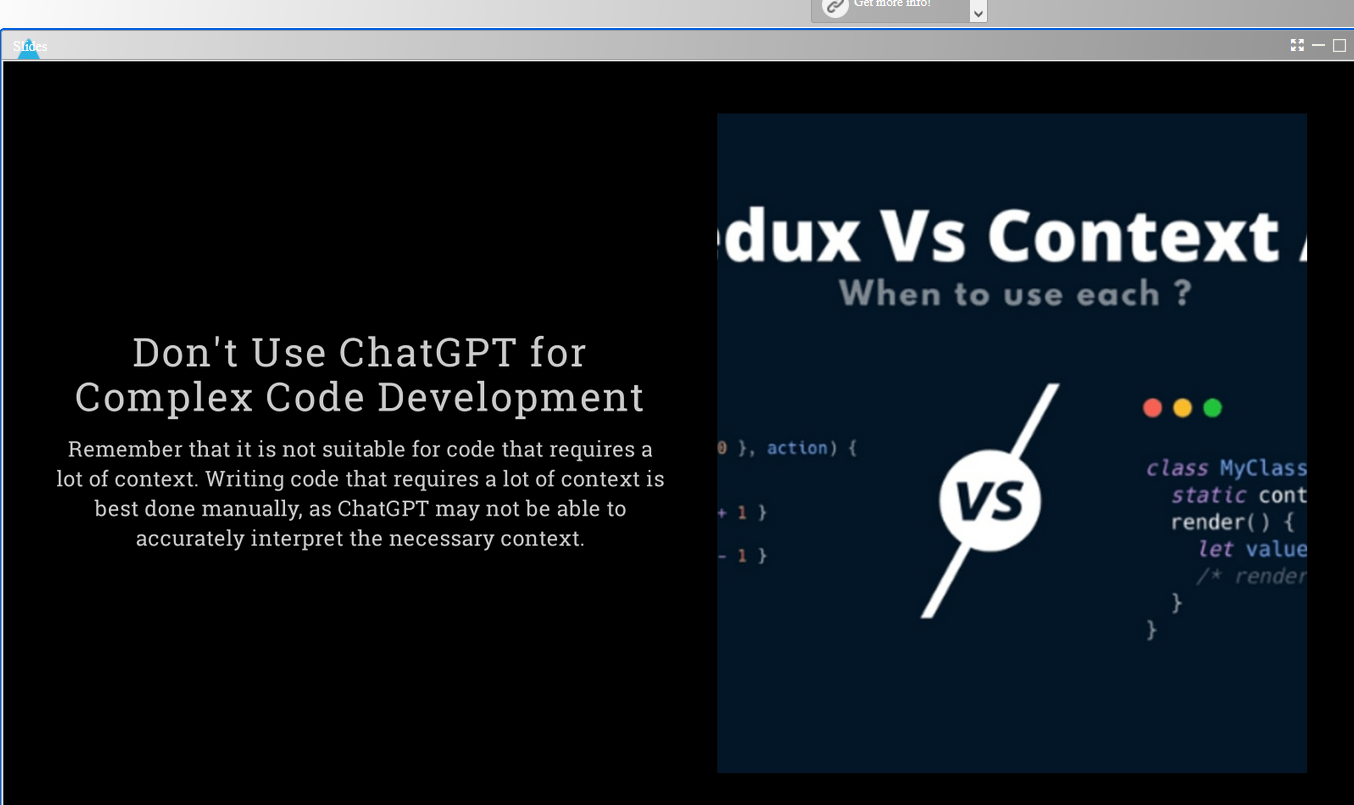 Get more info!
Slides
Don't Use ChatGPT for
Complex Code Development
Remember that it is not suitable for code that requires a
lot of context. Writing code that requires a lot of context is
best done manually, as ChatGPT may not be able to
accurately interpret the necessary context.
edux Vs Context
When to use each ?
0 }, action) {
+ 1 }
- 1 }
VS
class MyClass
static cont
render() {
let value
/* render
}
}